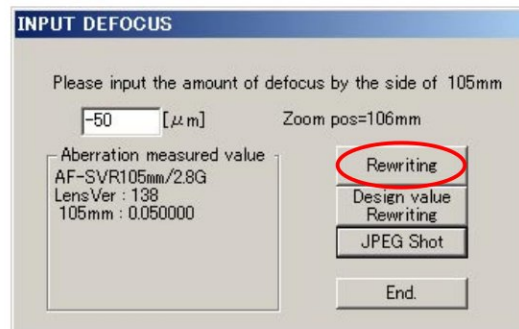 INPUT DEFOCUS
Please input the amount of defocus by the side of 105mm
-50 [μm] Zoom pos=106mm
Aberration measured value
AF-SVR105mm/2.8G
LensVer : 138
105mm : 0.050000
Rewriting
Design value
Rewriting
JPEG Shot
End.